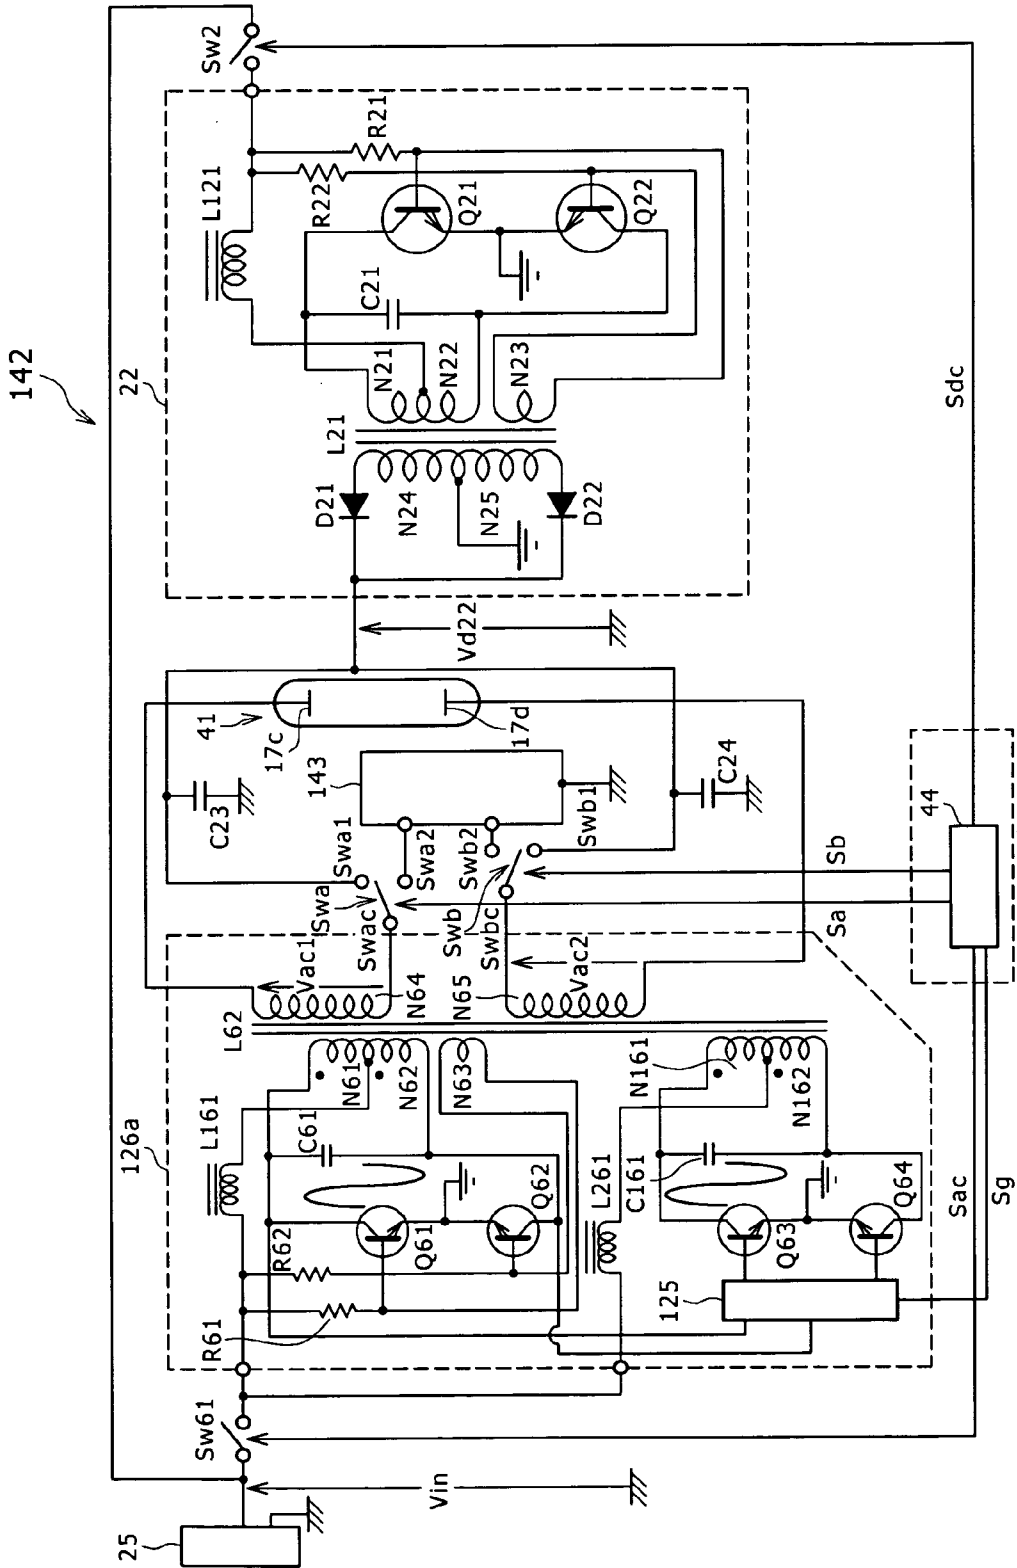 142
25
Vin
Sw61
126a
R61
R62
L161
C61
Q61
Q62
N61
N62
N63
L261
C161
125
Q63
Q64
N161
N162
L62
Vac1
N64
N65
Vac2
Swac
Swa
Swa1
Swa2
Swb
Swbc
Swb2
Swb1
Sa
Sb
Sac
Sg
44
Sdc
C23
C24
143
41
17c
17d
Vd22
22
D21
D22
N24
N25
L21
N21
N22
N23
C21
L121
R22
R21
Q21
Q22
Sw2